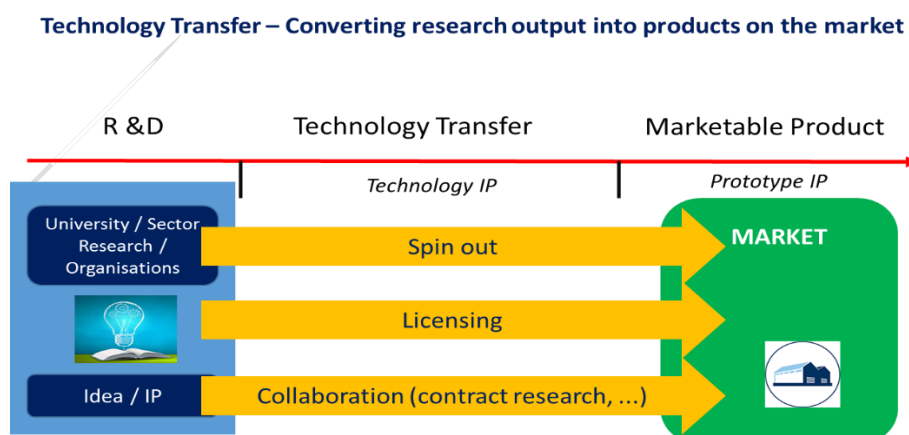 Technology Transfer – Converting research output into products on the market
R &D
Technology Transfer
Marketable Product
Technology IP
Prototype IP
University / Sector
Research /
Organisations
Spin out
MARKET
Licensing
Idea / IP
Collaboration (contract research, ...)